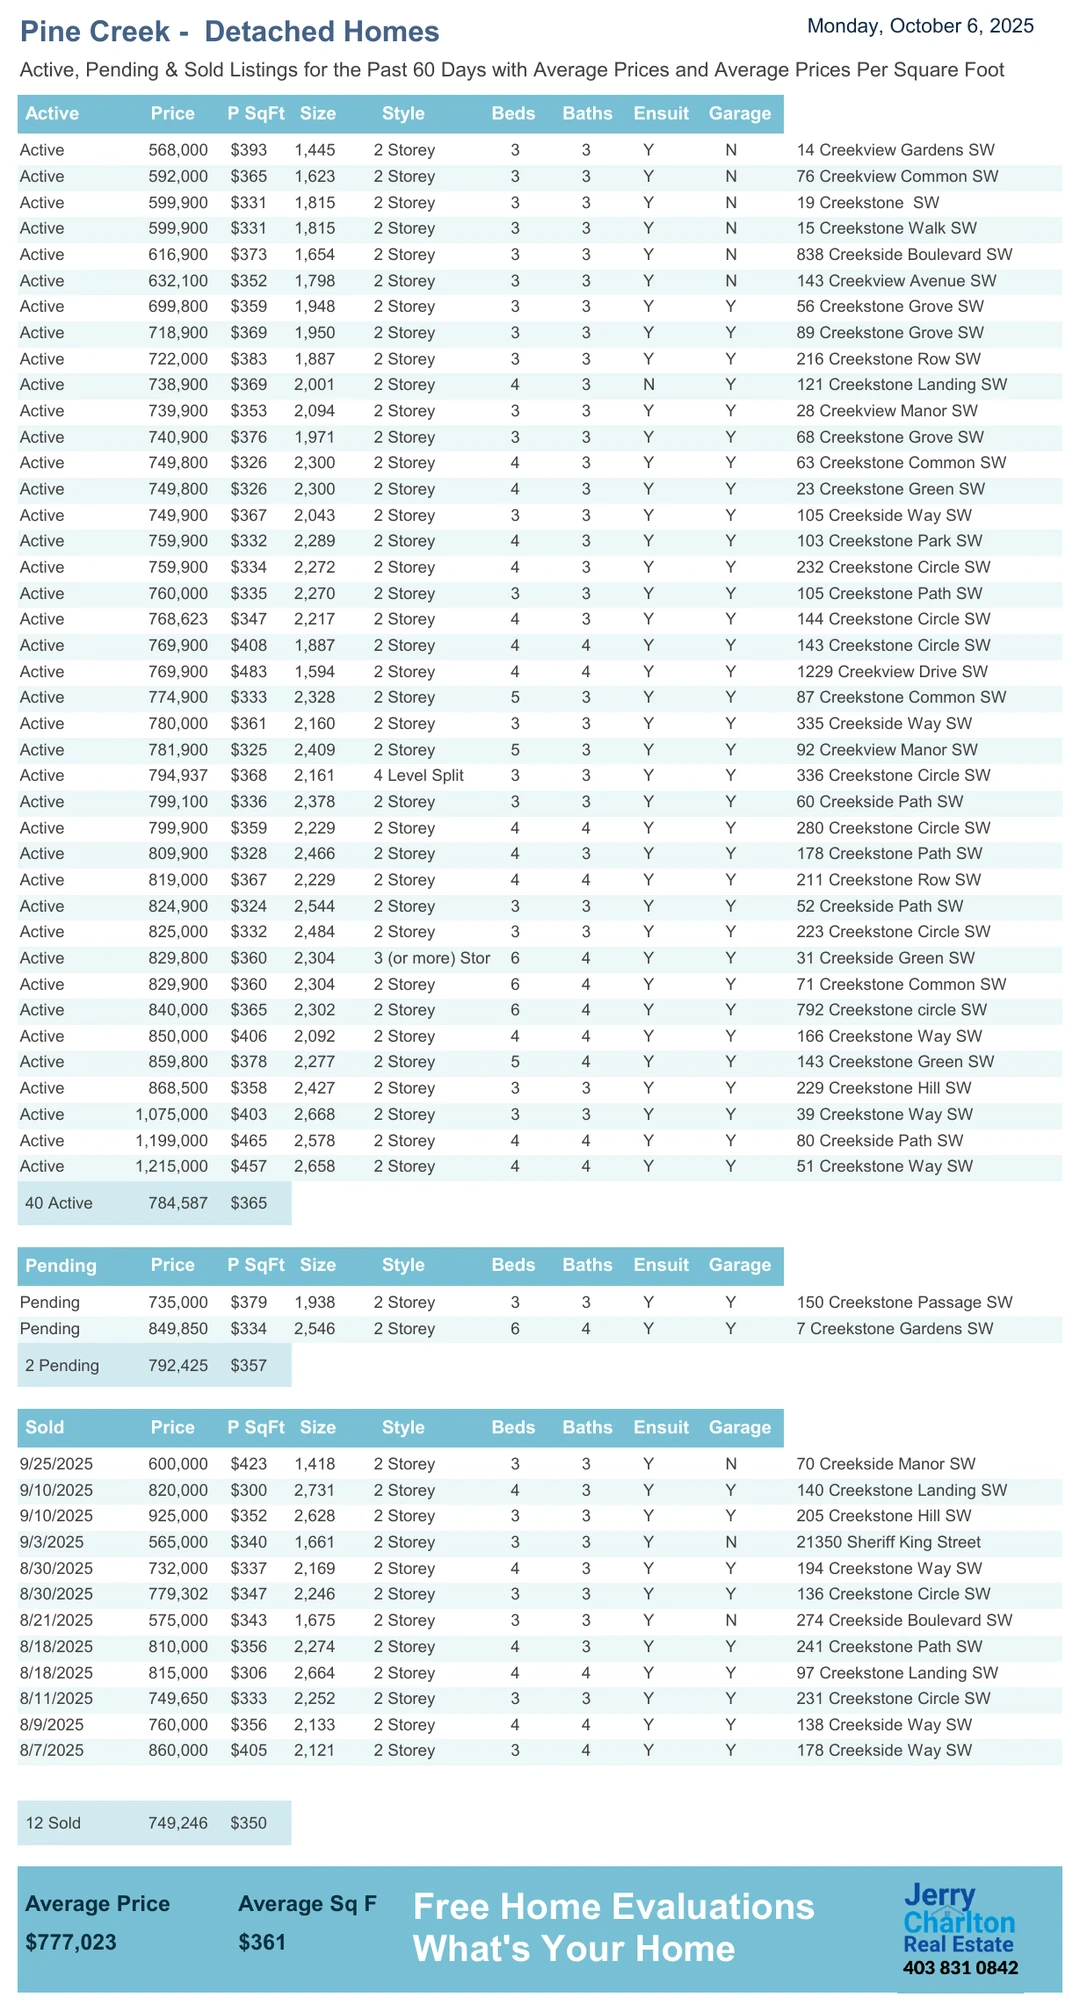 Pine Creek - Detached Homes
Monday, October 6, 2025
Active, Pending & Sold Listings for the Past 60 Days with Average Prices and Average Prices Per Square Foot
Active Price P SqFt Size Style Beds Baths Ensuit Garage
Active 568,000 $393 1,445 2 Storey 3 3 Y N 14 Creekview Gardens SW
Active 592,000 $365 1,623 2 Storey 3 3 Y N 76 Creekview Common SW
Active 599,900 $331 1,815 2 Storey 3 3 Y N 19 Creekstone SW
Active 599,900 $331 1,815 2 Storey 3 3 Y N 15 Creekstone Walk SW
Active 616,900 $373 1,654 2 Storey 3 3 Y N 838 Creekside Boulevard SW
Active 632,100 $352 1,798 2 Storey 3 3 Y N 143 Creekview Avenue SW
Active 699,800 $359 1,948 2 Storey 3 3 Y Y 56 Creekstone Grove SW
Active 718,900 $369 1,950 2 Storey 3 3 Y Y 89 Creekstone Grove SW
Active 722,000 $383 1,887 2 Storey 3 3 Y Y 216 Creekstone Row SW
Active 738,900 $369 2,001 2 Storey 4 3 N Y 121 Creekstone Landing SW
Active 739,900 $353 2,094 2 Storey 3 3 Y Y 28 Creekview Manor SW
Active 740,900 $376 1,971 2 Storey 3 3 Y Y 68 Creekstone Grove SW
Active 749,800 $326 2,300 2 Storey 4 3 Y Y 63 Creekstone Common SW
Active 749,800 $326 2,300 2 Storey 4 3 Y Y 23 Creekstone Green SW
Active 749,900 $367 2,043 2 Storey 3 3 Y Y 105 Creekside Way SW
Active 759,900 $332 2,289 2 Storey 4 3 Y Y 103 Creekstone Park SW
Active 759,900 $334 2,272 2 Storey 4 3 Y Y 232 Creekstone Circle SW
Active 760,000 $335 2,270 2 Storey 3 3 Y Y 105 Creekstone Path SW
Active 768,623 $347 2,217 2 Storey 4 3 Y Y 144 Creekstone Circle SW
Active 769,900 $408 1,887 2 Storey 4 4 Y Y 143 Creekstone Circle SW
Active 769,900 $483 1,594 2 Storey 4 4 Y Y 1229 Creekview Drive SW
Active 774,900 $333 2,328 2 Storey 5 3 Y Y 87 Creekstone Common SW
Active 780,000 $361 2,160 2 Storey 3 3 Y Y 335 Creekside Way SW
Active 781,900 $325 2,409 2 Storey 5 3 Y Y 92 Creekview Manor SW
Active 794,937 $368 2,161 4 Level Split 3 3 Y Y 336 Creekstone Circle SW
Active 799,100 $336 2,378 2 Storey 3 3 Y Y 60 Creekside Path SW
Active 799,900 $359 2,229 2 Storey 4 4 Y Y 280 Creekstone Circle SW
Active 809,900 $328 2,466 2 Storey 4 3 Y Y 178 Creekstone Path SW
Active 819,000 $367 2,229 2 Storey 4 4 Y Y 211 Creekstone Row SW
Active 824,900 $324 2,544 2 Storey 3 3 Y Y 52 Creekside Path SW
Active 825,000 $332 2,484 2 Storey 3 3 Y Y 223 Creekstone Circle SW
Active 829,800 $360 2,304 3 (or more) Stor 6 4 Y Y 31 Creekside Green SW
Active 829,900 $360 2,304 2 Storey 6 4 Y Y 71 Creekstone Common SW
Active 840,000 $365 2,302 2 Storey 6 4 Y Y 792 Creekstone circle SW
Active 850,000 $406 2,092 2 Storey 4 4 Y Y 166 Creekstone Way SW
Active 859,800 $378 2,277 2 Storey 5 4 Y Y 143 Creekstone Green SW
Active 868,500 $358 2,427 2 Storey 3 3 Y Y 229 Creekstone Hill SW
Active 1,075,000 $403 2,668 2 Storey 3 3 Y Y 39 Creekstone Way SW
Active 1,199,000 $465 2,578 2 Storey 4 4 Y Y 80 Creekside Path SW
Active 1,215,000 $457 2,658 2 Storey 4 4 Y Y 51 Creekstone Way SW
40 Active 784,587 $365
Pending Price P SqFt Size Style Beds Baths Ensuit Garage
Pending 735,000 $379 1,938 2 Storey 3 3 Y Y 150 Creekstone Passage SW
Pending 849,850 $334 2,546 2 Storey 6 4 Y Y 7 Creekstone Gardens SW
2 Pending 792,425 $357
Sold Price P SqFt Size Style Beds Baths Ensuit Garage
9/25/2025 600,000 $423 1,418 2 Storey 3 3 Y N 70 Creekside Manor SW
9/10/2025 820,000 $300 2,731 2 Storey 4 3 Y Y 140 Creekstone Landing SW
9/10/2025 925,000 $352 2,628 2 Storey 3 3 Y Y 205 Creekstone Hill SW
9/3/2025 565,000 $340 1,661 2 Storey 3 3 Y N 21350 Sheriff King Street
8/30/2025 732,000 $337 2,169 2 Storey 4 3 Y Y 194 Creekstone Way SW
8/30/2025 779,302 $347 2,246 2 Storey 3 3 Y Y 136 Creekstone Circle SW
8/21/2025 575,000 $343 1,675 2 Storey 3 3 Y N 274 Creekside Boulevard SW
8/18/2025 810,000 $356 2,274 2 Storey 4 3 Y Y 241 Creekstone Path SW
8/18/2025 815,000 $306 2,664 2 Storey 4 4 Y Y 97 Creekstone Landing SW
8/11/2025 749,650 $333 2,252 2 Storey 3 3 Y Y 231 Creekstone Circle SW
8/9/2025 760,000 $356 2,133 2 Storey 4 4 Y Y 138 Creekside Way SW
8/7/2025 860,000 $405 2,121 2 Storey 3 4 Y Y 178 Creekside Way SW
12 Sold 749,246 $350
Average Price Average Sq F
$777,023 $361
Free Home Evaluations
What's Your Home
Jerry
Charlton
Real Estate
403 831 0842